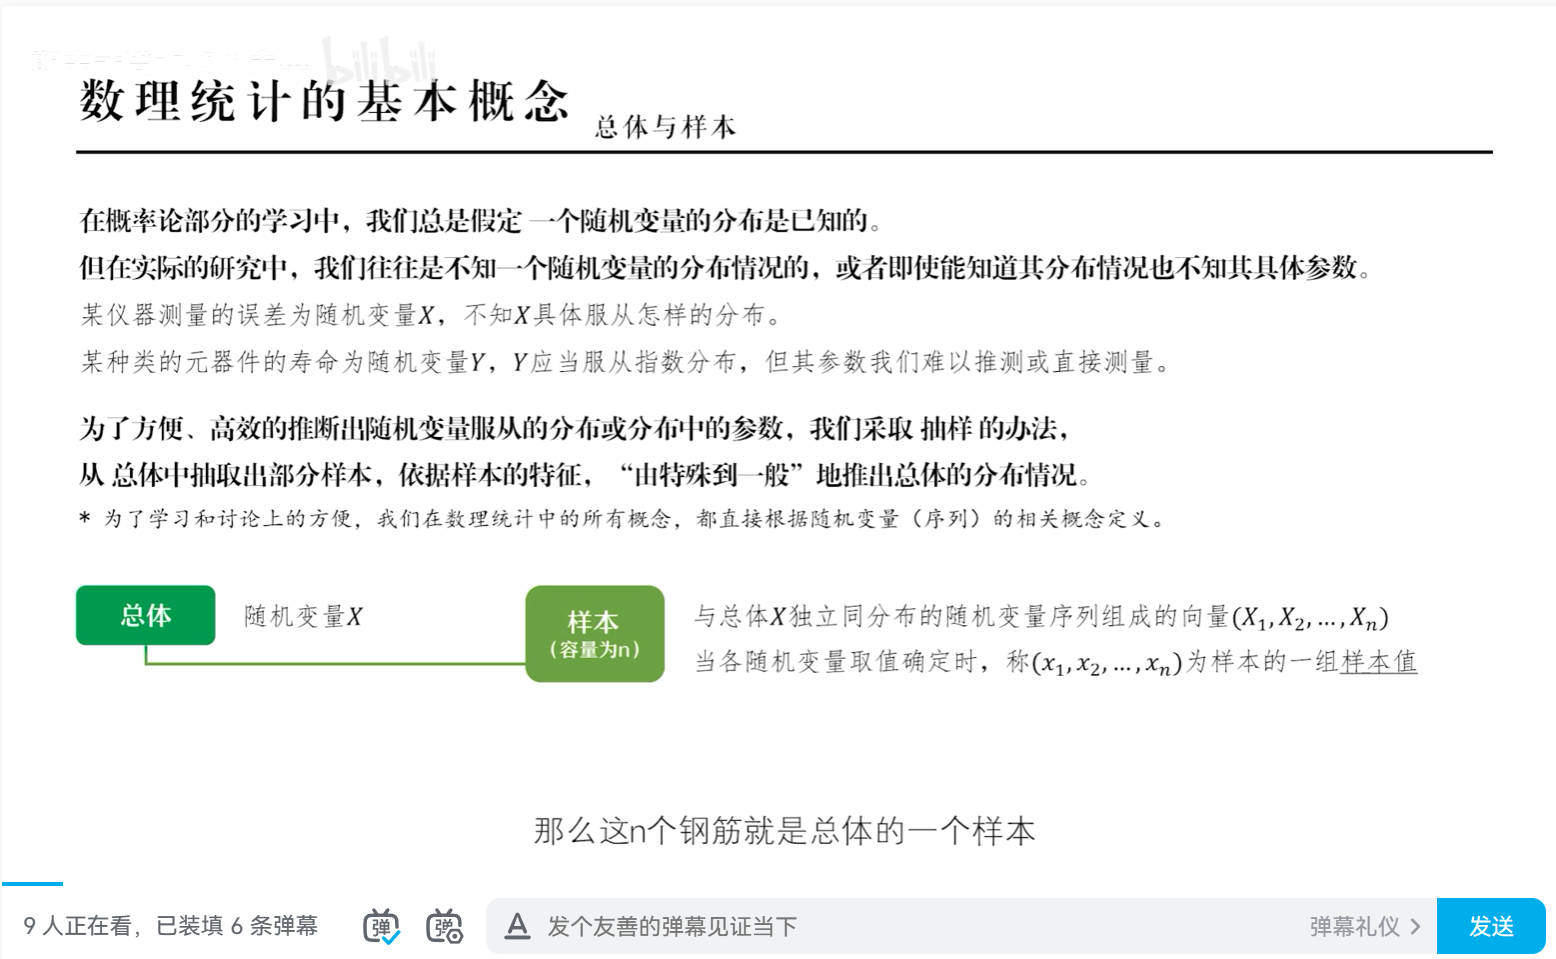 bilibili
数理统计的基本概念 总体与样本
在概率论部分的学习中，我们总是假定一个随机变量的分布是已知的。
但在实际的研究中，我们往往是不知一个随机变量的分布情况的，或者即使能知道其分布情况也不知其具体参数。
某仪器测量的误差为随机变量X，不知X具体服从怎样的分布。
某种类的元器件的寿命为随机变量Y，Y应当服从指数分布，但其参数我们难以推测或直接测量。
为了方便、高效的推断出随机变量服从的分布或分布中的参数，我们采取 抽样 的办法，
从 总体中抽取出部分样本，依据样本的特征，“由特殊到一般”地推出总体的分布情况。
* 为了学习和讨论上的方便，我们在数理统计中的所有概念，都直接根据随机变量（序列）的相关概念定义。
总体 随机变量X
样本
（容量为n）
与总体X独立同分布的随机变量序列组成的向量(X₁,X₂,…,Xₙ)
当各随机变量取值确定时，称(x₁,x₂,…,xₙ)为样本的一组样本值
那么这n个钢筋就是总体的一个样本
9 人正在看，已装填 6 条弹幕 弹 弹 A 发个友善的弹幕见证当下 弹幕礼仪 > 发送